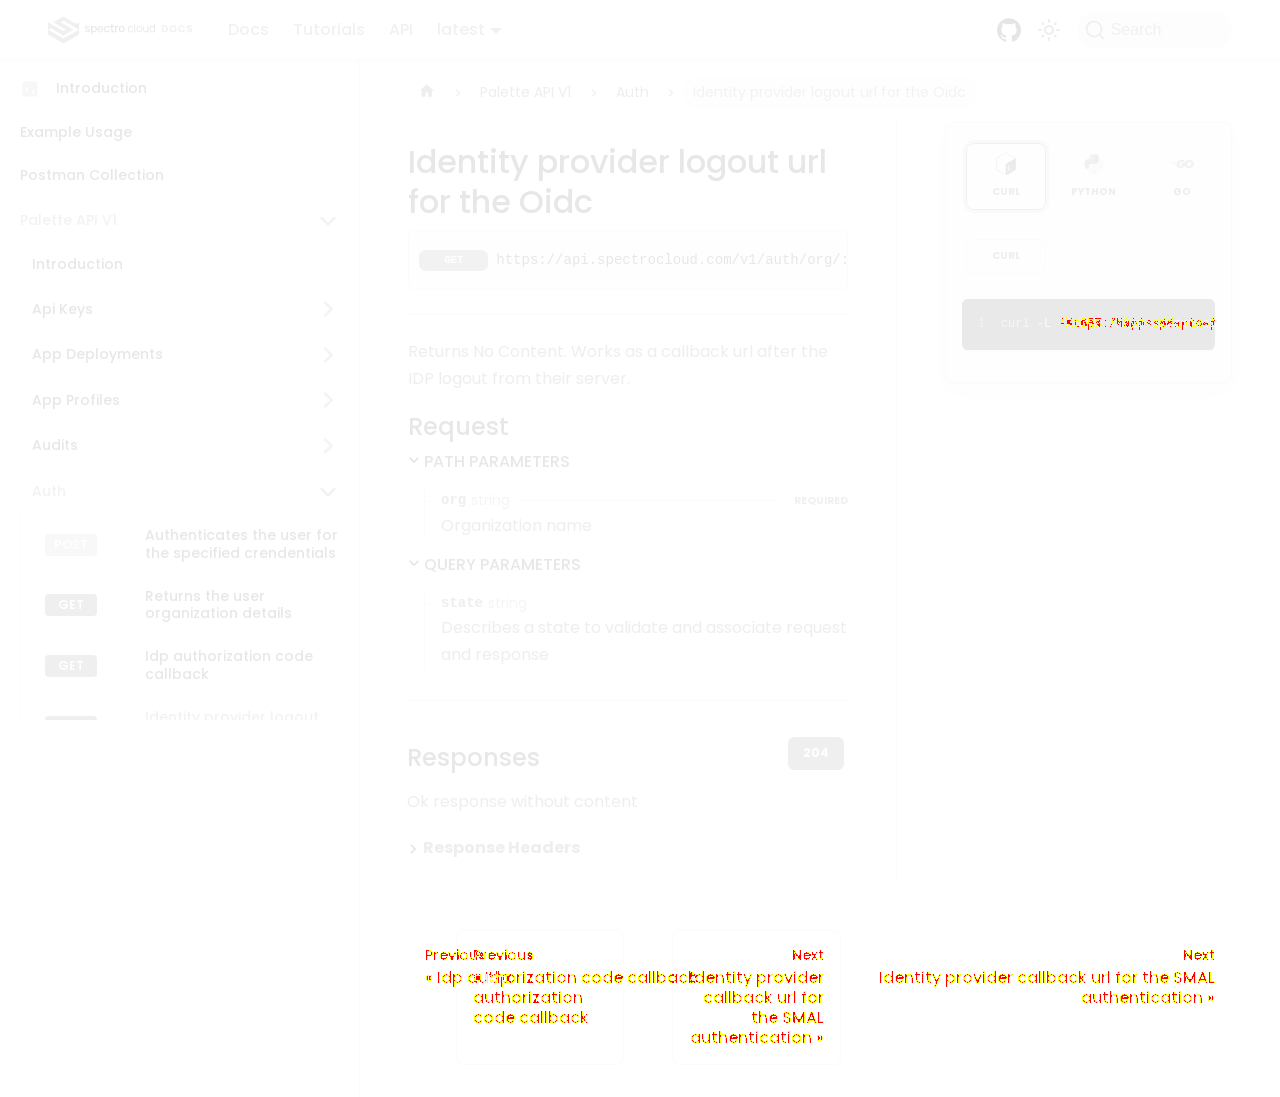 spectro cloud DOCS
Docs
Tutorials
API
latest
Search
Introduction
Example Usage
Postman Collection
Palette API V1
Introduction
Api Keys
App Deployments
App Profiles
Audits
Auth
POST
Authenticates the user for
the specified crendentials
GET
Returns the user
organization details
GET
Idp authorization code
callback
Identity provider logout
Palette API V1
Auth
Identity provider logout url for the Oidc
Identity provider logout url
for the Oidc
GET https://api.spectrocloud.com/v1/auth/org/:
Returns No Content. Works as a callback url after the
IDP logout from their server.
Request
PATH PARAMETERS
org string REQUIRED
Organization name
QUERY PARAMETERS
state string
Describes a state to validate and associate request
and response
Responses
204
Ok response without content
Response Headers
CURL
PYTHON
GO
CURL
1 curl -L
Previous
« Idp authorization code callback
Previous
authorization
code callback
Next
Identity provider
callback url for
the SMAL
authentication »
Next
Identity provider callback url for the SMAL
authentication »